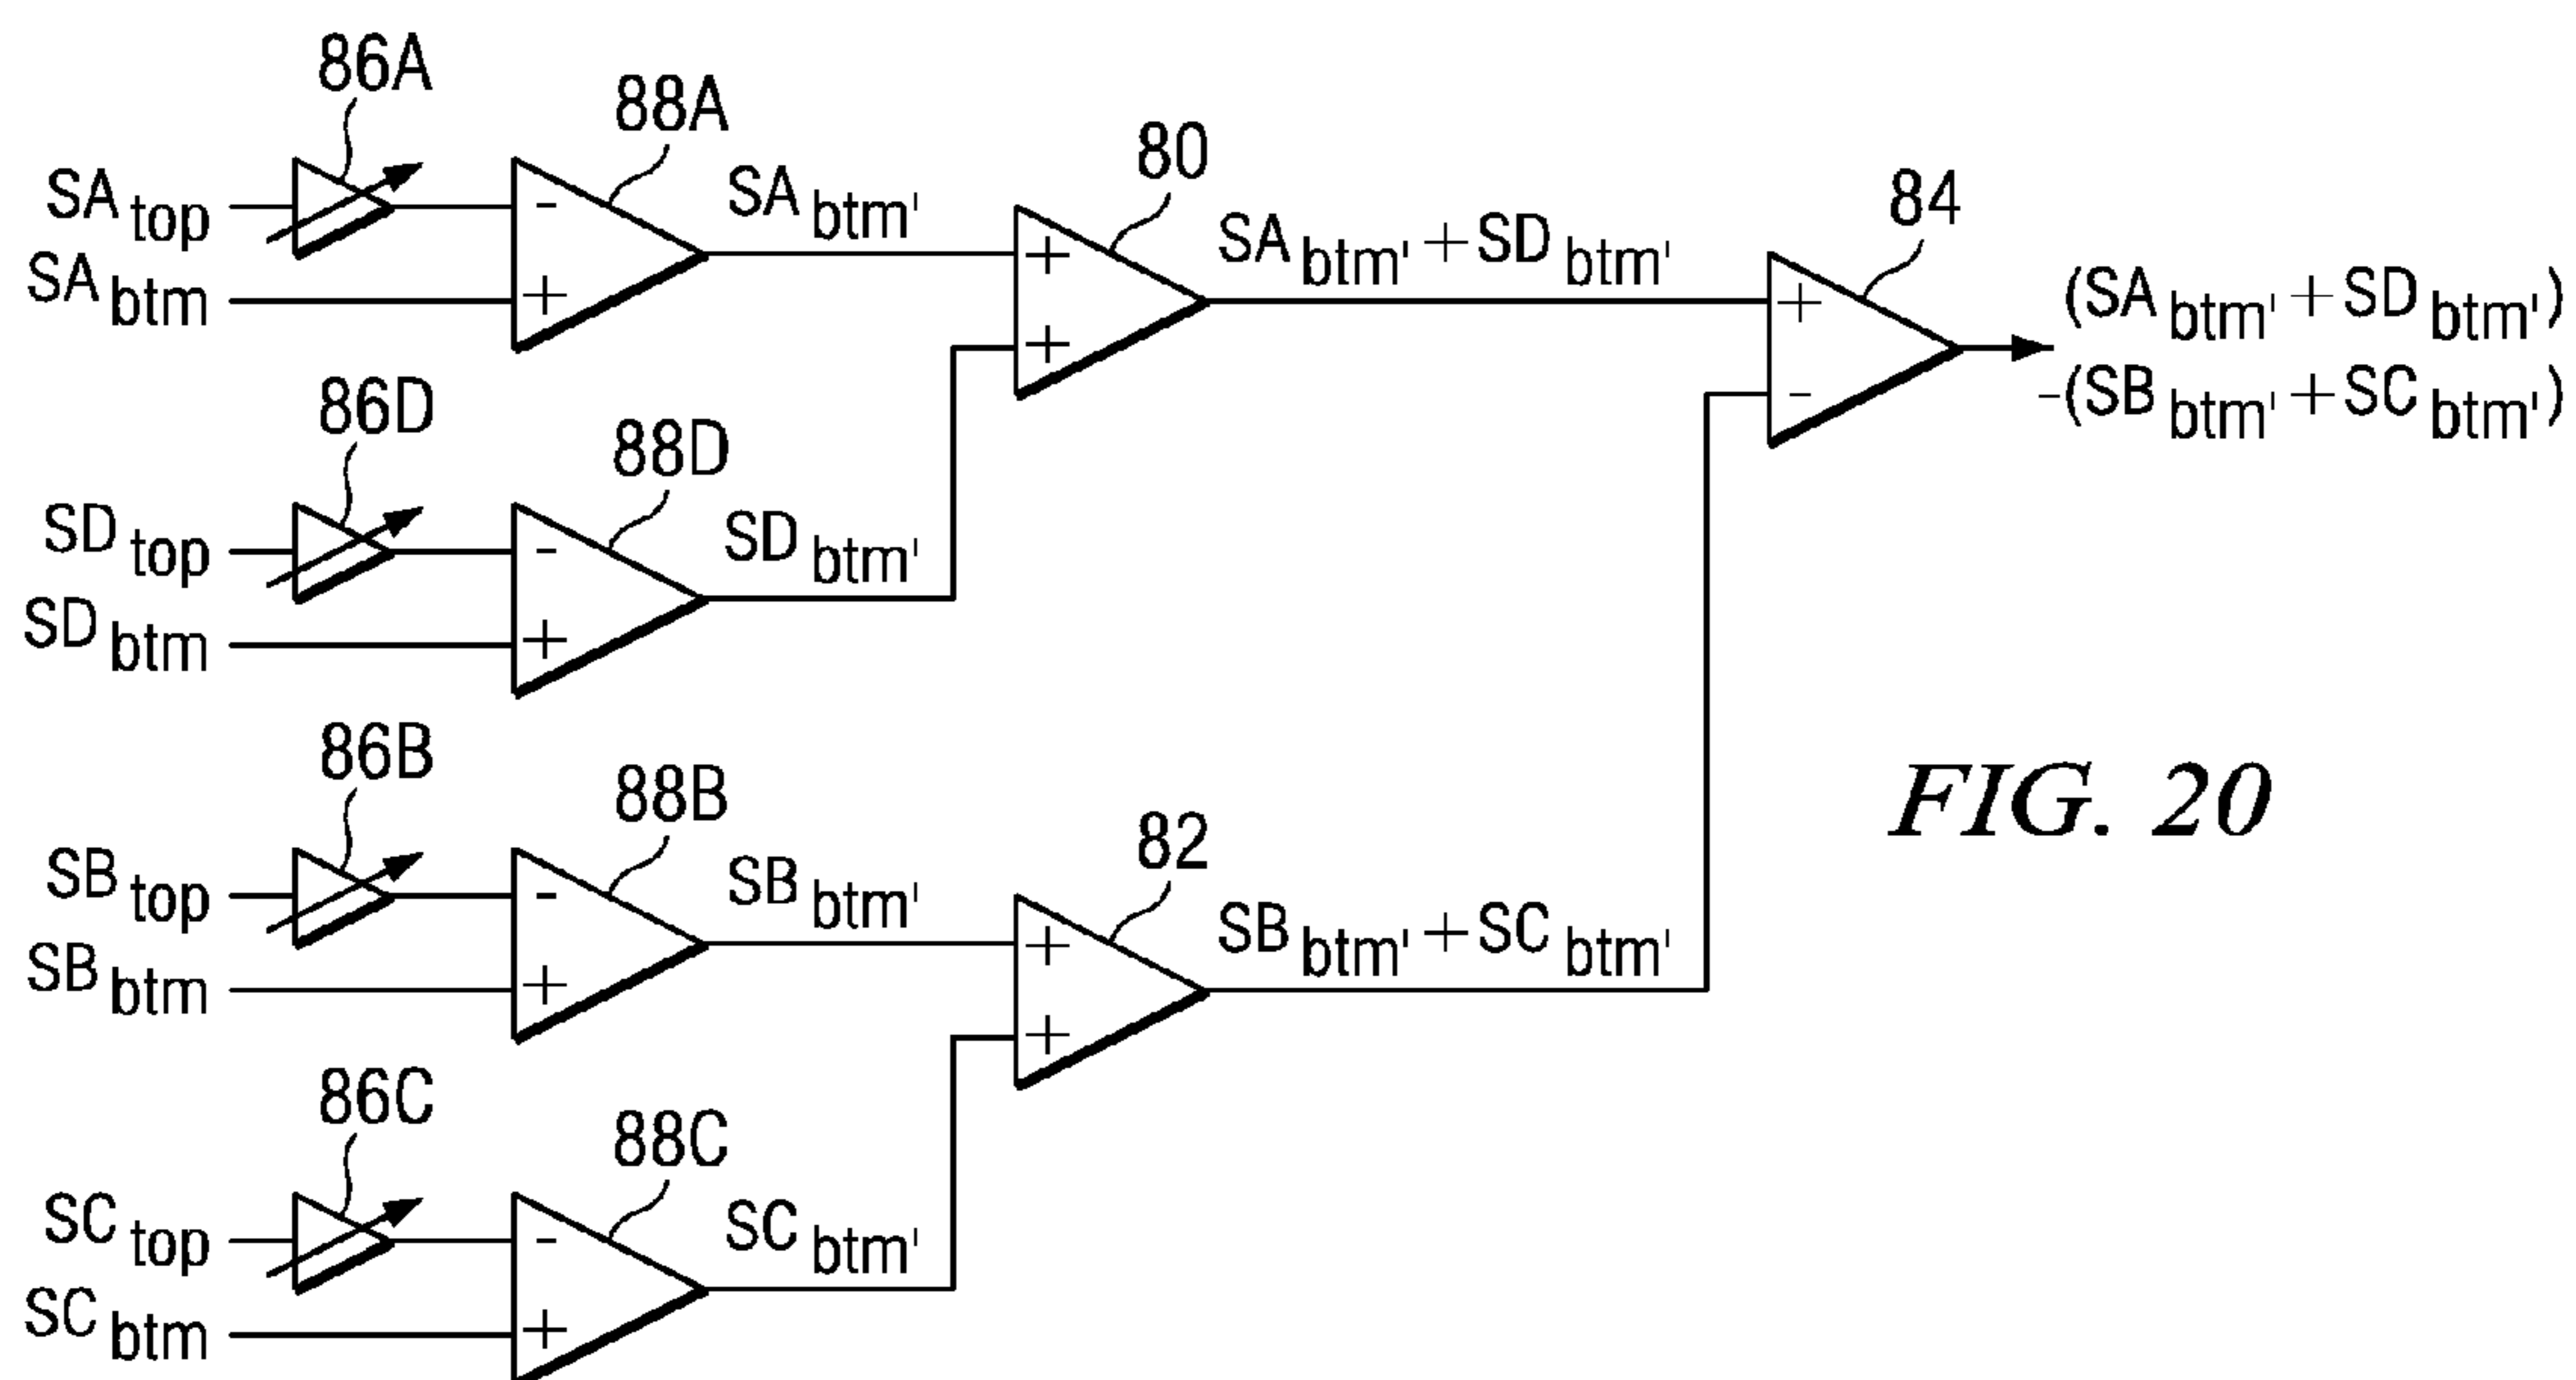 86A
88A
SA top
SA btm
- +
SA btm'
80
+ +
SA btm' + SD btm'
84
+ -
(SA btm' + SD btm')
-(SB btm' + SC btm')
86D
88D
SD top
SD btm
- +
SD btm'
86B
88B
SB top
SB btm
- +
SB btm'
82
+ +
SB btm' + SC btm'
FIG. 20
86C
88C
SC top
SC btm
- +
SC btm'